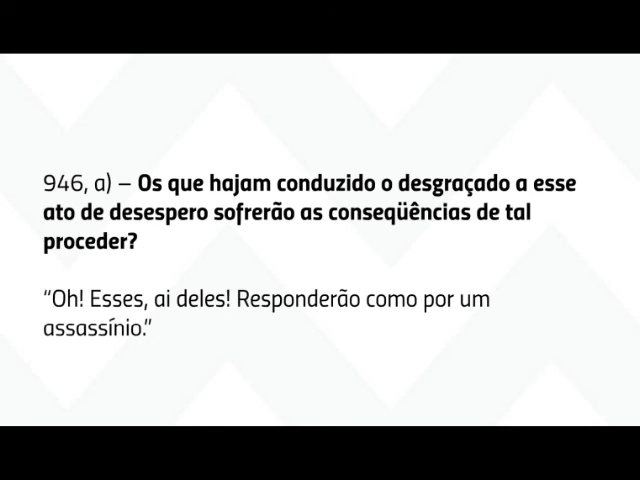 946, a) – Os que hajam conduzido o desgraçado a esse
ato de desespero sofrerão as conseqüências de tal
proceder?
“Oh! Esses, ai deles! Responderão como por um
assassínio.”